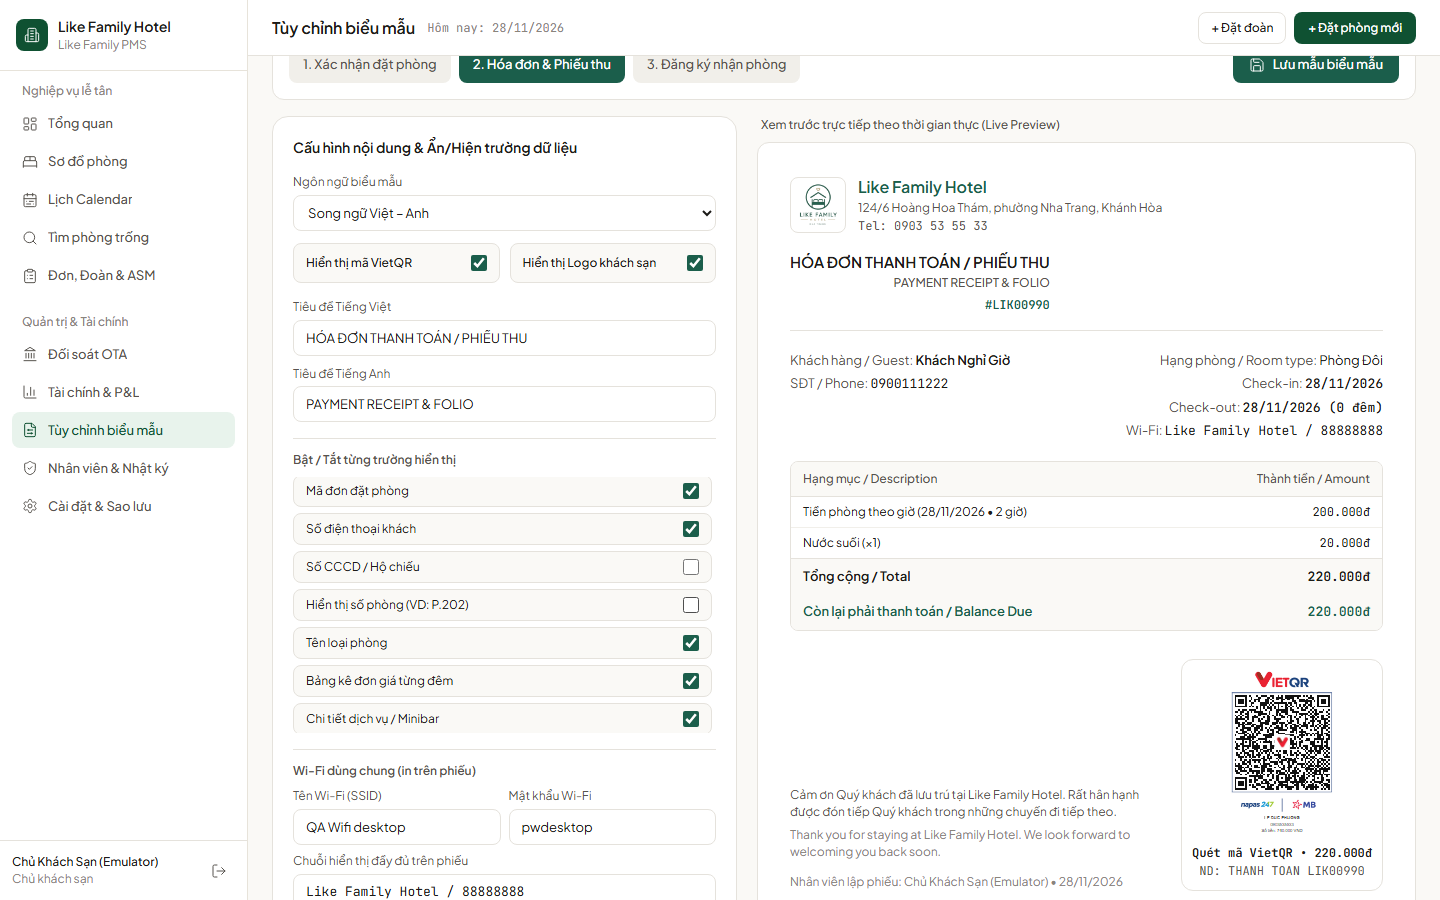 Like Family Hotel
Like Family PMS
Nghiệp vụ lễ tân
Tổng quan
Sơ đồ phòng
Lịch Calendar
Tìm phòng trống
Đơn, Đoàn & ASM
Quản trị & Tài chính
Đối soát OTA
Tài chính & P&L
Tùy chỉnh biểu mẫu
Nhân viên & Nhật ký
Cài đặt & Sao lưu
Chủ Khách Sạn (Emulator)
Chủ khách sạn
Tùy chỉnh biểu mẫu
Hôm nay: 28/11/2026
+ Đặt đoàn
+ Đặt phòng mới
1. Xác nhận đặt phòng
2. Hóa đơn & Phiếu thu
3. Đăng ký nhận phòng
Lưu mẫu biểu mẫu
Cấu hình nội dung & Ẩn/Hiện trường dữ liệu
Ngôn ngữ biểu mẫu
Song ngữ Việt – Anh
Hiển thị mã VietQR
Hiển thị Logo khách sạn
Tiêu đề Tiếng Việt
HÓA ĐƠN THANH TOÁN / PHIẾU THU
Tiêu đề Tiếng Anh
PAYMENT RECEIPT & FOLIO
Bật / Tắt từng trường hiển thị
Mã đơn đặt phòng
Số điện thoại khách
Số CCCD / Hộ chiếu
Hiển thị số phòng (VD: P.202)
Tên loại phòng
Bảng kê đơn giá từng đêm
Chi tiết dịch vụ / Minibar
Wi-Fi dùng chung (in trên phiếu)
Tên Wi-Fi (SSID)
Mật khẩu Wi-Fi
QA Wifi desktop
pwdesktop
Chuỗi hiển thị đầy đủ trên phiếu
Like Family Hotel / 88888888
Xem trước trực tiếp theo thời gian thực (Live Preview)
LIKE FAMILY
Like Family Hotel
124/6 Hoàng Hoa Thám, phường Nha Trang, Khánh Hòa
Tel: 0903 53 55 33
HÓA ĐƠN THANH TOÁN / PHIẾU THU
PAYMENT RECEIPT & FOLIO
#LIK00990
Khách hàng / Guest: Khách Nghỉ Giờ
SĐT / Phone: 0900111222
Hạng phòng / Room type: Phòng Đôi
Check-in: 28/11/2026
Check-out: 28/11/2026 (0 đêm)
Wi-Fi: Like Family Hotel / 88888888
Hạng mục / Description
Thành tiền / Amount
Tiền phòng theo giờ (28/11/2026 • 2 giờ)
200.000đ
Nước suối (×1)
20.000đ
Tổng cộng / Total
220.000đ
Còn lại phải thanh toán / Balance Due
220.000đ
Cảm ơn Quý khách đã lưu trú tại Like Family Hotel. Rất hân hạnh
được đón tiếp Quý khách trong những chuyến đi tiếp theo.
Thank you for staying at Like Family Hotel. We look forward to
welcoming you back soon.
Nhân viên lập phiếu: Chủ Khách Sạn (Emulator) • 28/11/2026
VIETQR
napas 247
MB
Quét mã VietQR • 220.000đ
ND: THANH TOAN LIK00990